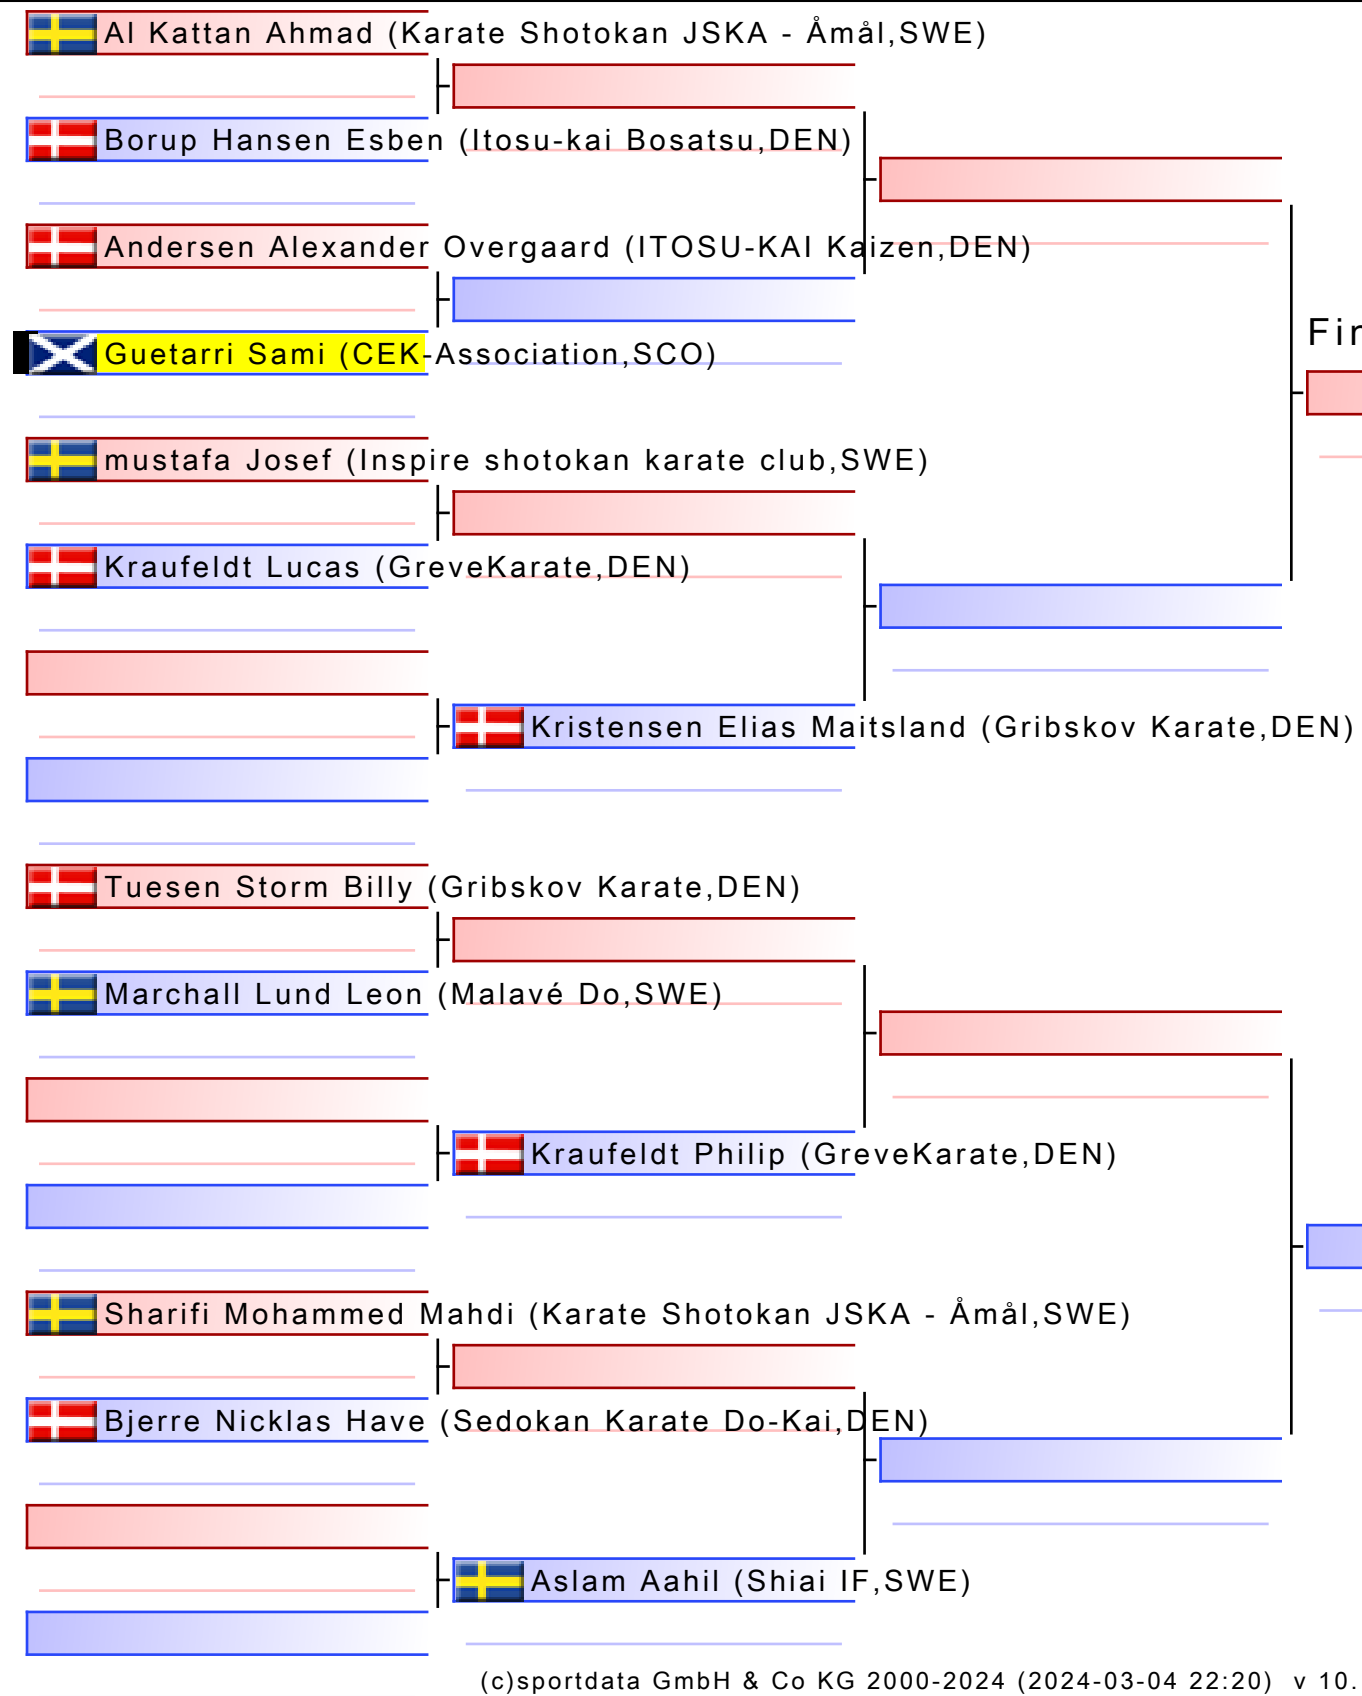 Al Kattan Ahmad (Karate Shotokan JSKA - Åmål,SWE)
Borup Hansen Esben (Itosu-kai Bosatsu,DEN)
Andersen Alexander Overgaard (ITOSU-KAI Kaizen,DEN)
Guetarri Sami (CEK-Association,SCO)
mustafa Josef (Inspire shotokan karate club,SWE)
Kraufeldt Lucas (GreveKarate,DEN)
Kristensen Elias Maitsland (Gribskov Karate,DEN)
Tuesen Storm Billy (Gribskov Karate,DEN)
Marchall Lund Leon (Malavé Do,SWE)
Kraufeldt Philip (GreveKarate,DEN)
Sharifi Mohammed Mahdi (Karate Shotokan JSKA - Åmål,SWE)
Bjerre Nicklas Have (Sedokan Karate Do-Kai,DEN)
Aslam Aahil (Shiai IF,SWE)
(c)sportdata GmbH & Co KG 2000-2024 (2024-03-04 22:20) v 10.